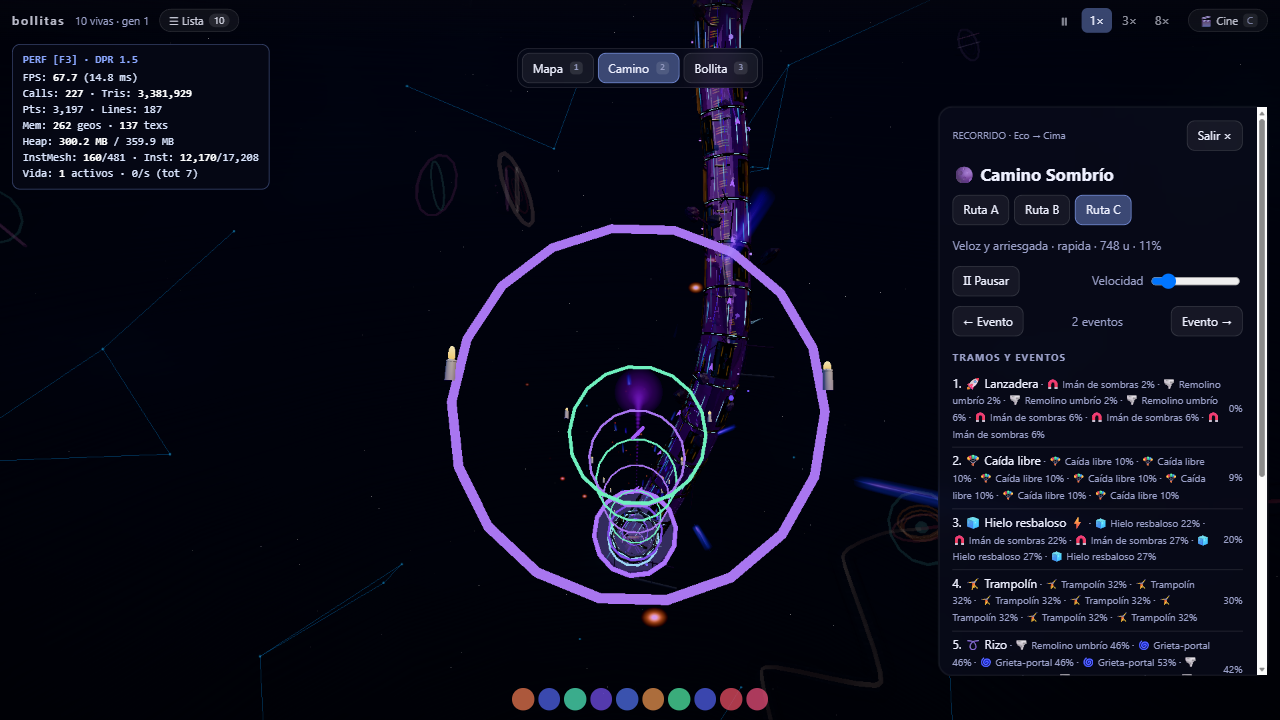 bollitas 10 vivas · gen 1 ☰ Lista 10
II 1× 3× 8× 🎬 Cine C
PERF [F3] · DPR 1.5
FPS: 67.7 (14.8 ms)
Calls: 227 · Tris: 3,381,929
Pts: 3,197 · Lines: 187
Mem: 262 geos · 137 texs
Heap: 300.2 MB / 359.9 MB
InstMesh: 160/481 · Inst: 12,170/17,208
Vida: 1 activos · 0/s (tot 7)
Mapa 1 Camino 2 Bollita 3
RECORRIDO · Eco → Cima Salir ×
Camino Sombrío
Ruta A Ruta B Ruta C
Veloz y arriesgada · rapida · 748 u · 11%
II Pausar Velocidad
← Evento 2 eventos Evento →
TRAMOS Y EVENTOS
1. 🚀 Lanzadera · 🧲 Imán de sombras 2% · 🌪 Remolino
umbrío 2% · 🌪 Remolino umbrío 2% · 🌪 Remolino umbrío
6% · 🧲 Imán de sombras 6% · 🧲 Imán de sombras 6% · 🧲
Imán de sombras 6%
0%
2. 🪂 Caída libre · 🪂 Caída libre 10% · 🪂 Caída libre
10% · 🪂 Caída libre 10% · 🪂 Caída libre 10% · 🪂 Caída
libre 10% · 🪂 Caída libre 10% · 🪂 Caída libre 10%
9%
3. 🧊 Hielo resbaloso ⚡ · 🧊 Hielo resbaloso 22% ·
🧲 Imán de sombras 22% · 🧲 Imán de sombras 27% · 🧊
Hielo resbaloso 27% · 🧊 Hielo resbaloso 27%
20%
4. 🤸 Trampolín · 🤸 Trampolín 32% · 🤸 Trampolín
32% · 🤸 Trampolín 32% · 🤸 Trampolín 32% · 🤸
Trampolín 32% · 🤸 Trampolín 32% · 🤸 Trampolín 32%
30%
5. ➰ Rizo · 🌪 Remolino umbrío 46% · 🌀 Grieta-portal
46% · 🌀 Grieta-portal 46% · 🌀 Grieta-portal 53% · 🌪
42%